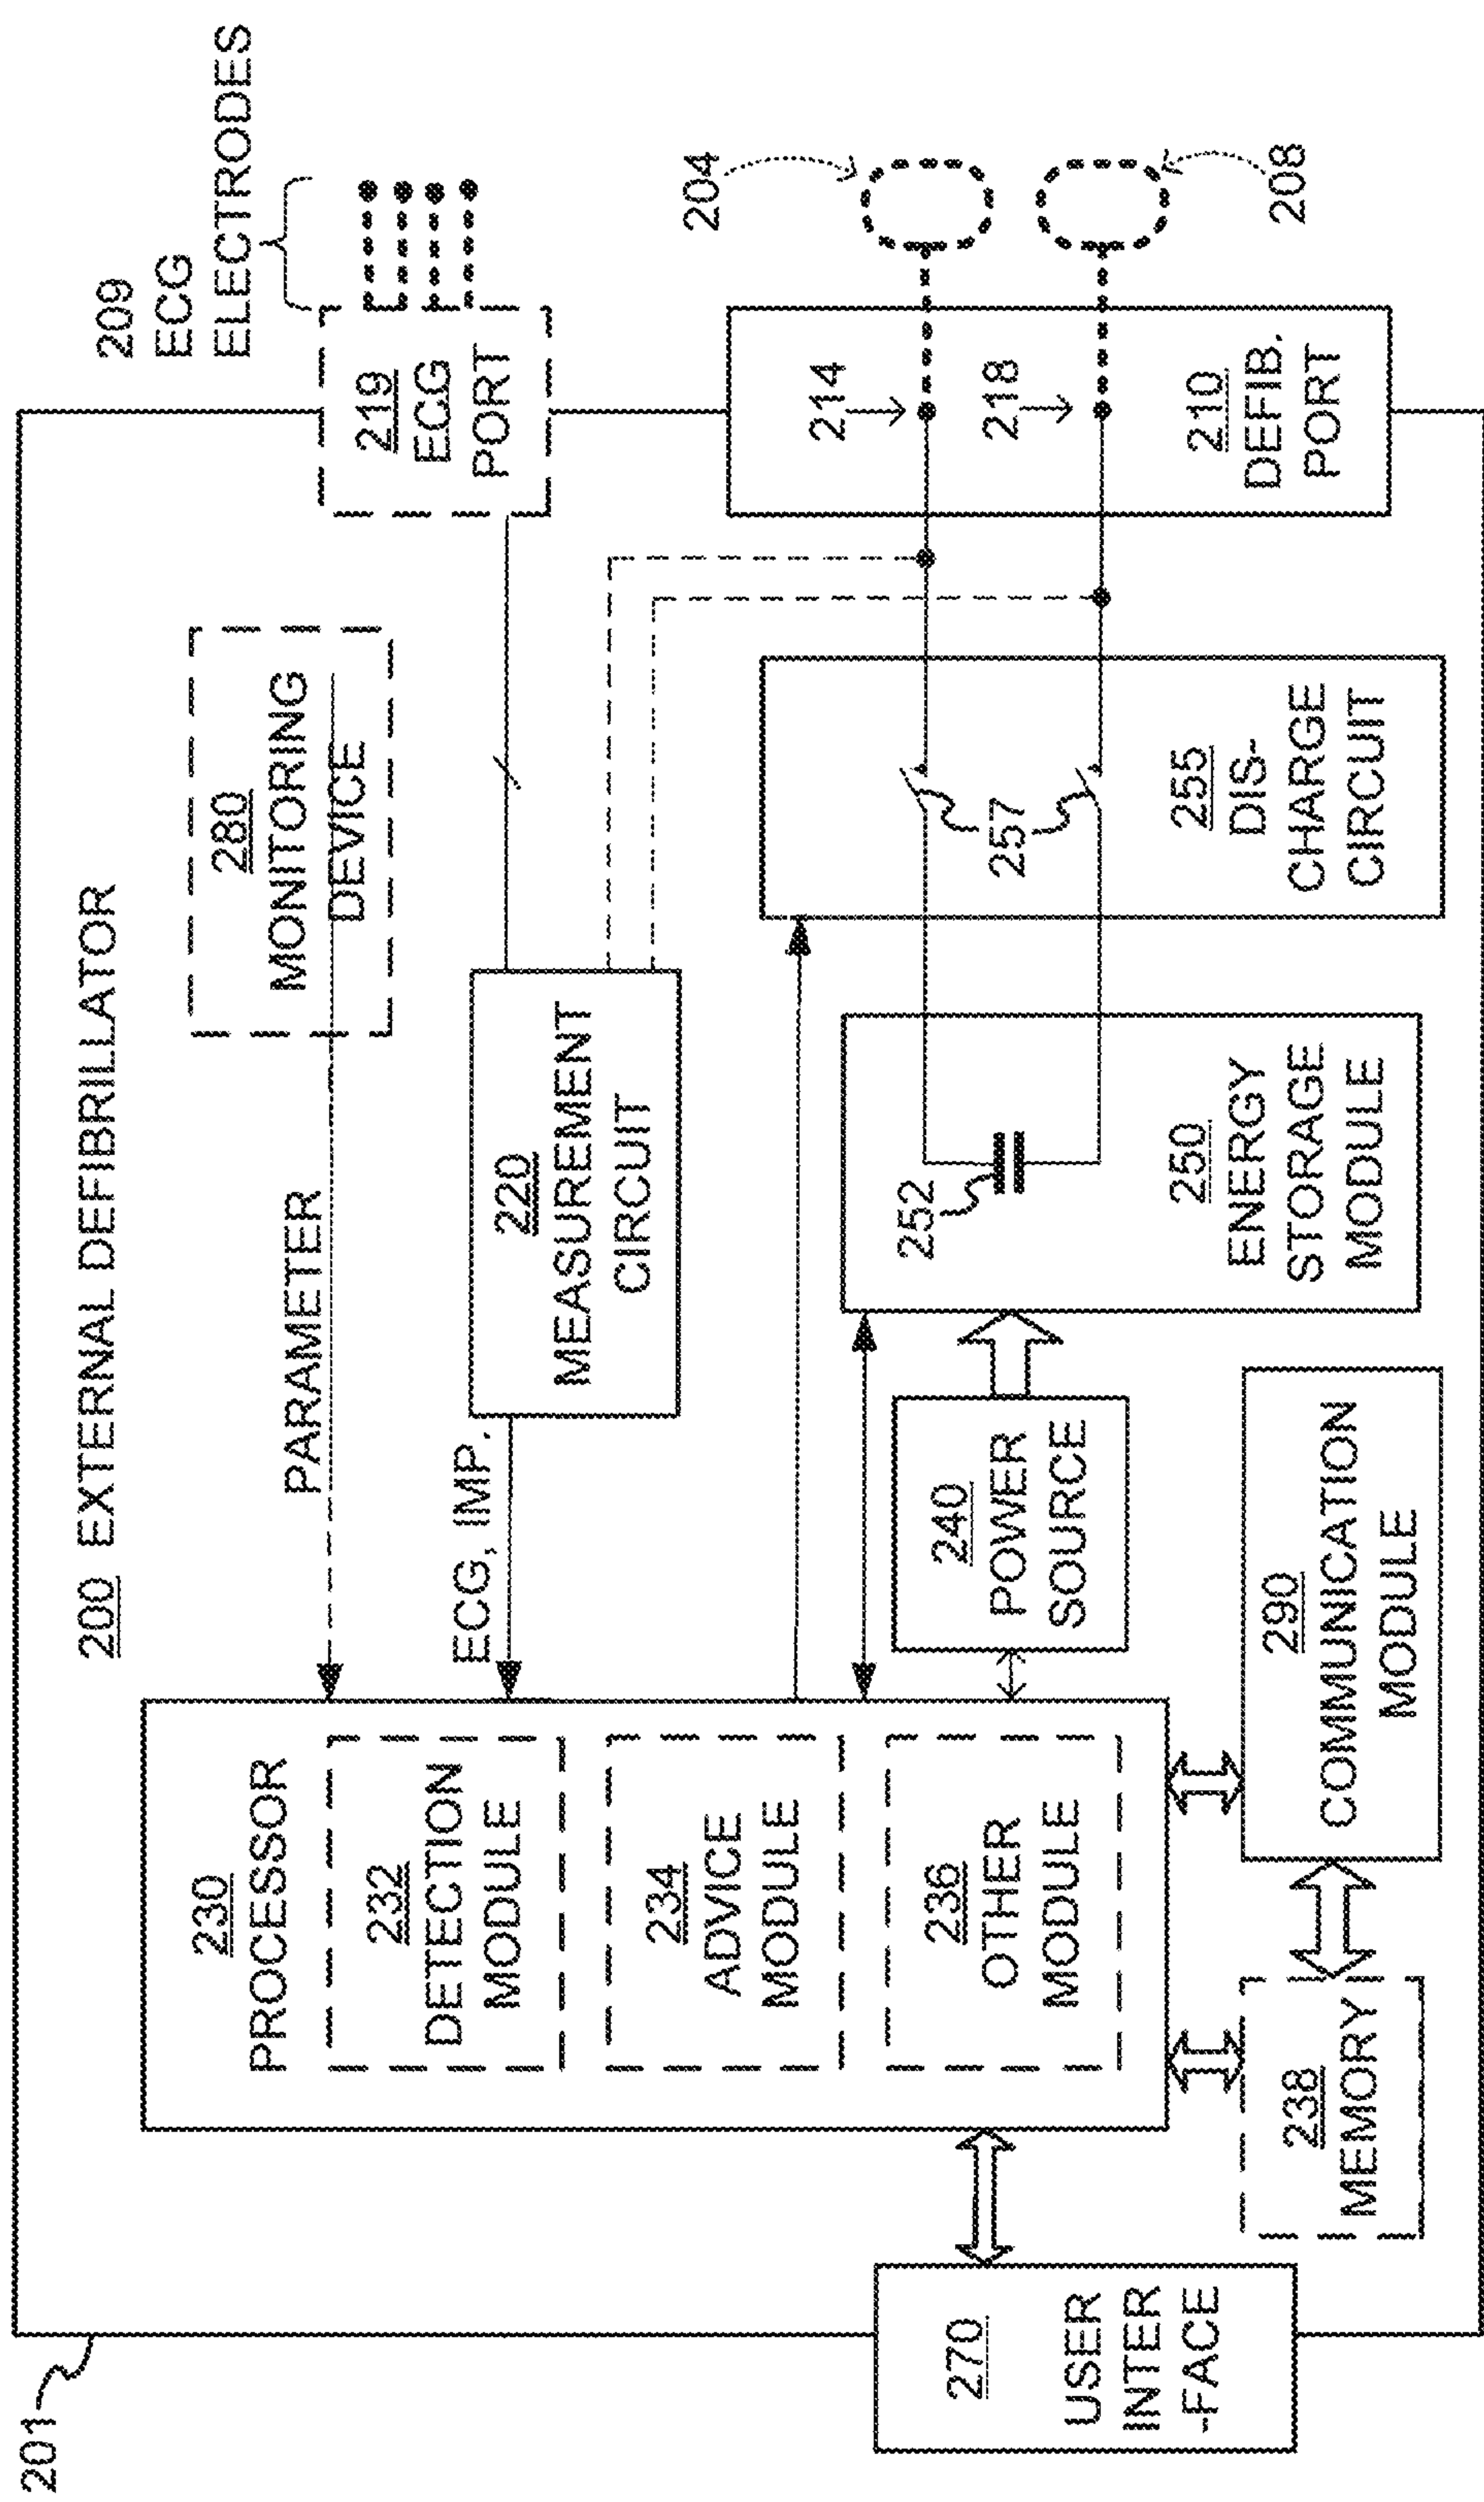 201
200 EXTERNAL DEFIBRILLATOR
209
ECG
ELECTRODES
230
PROCESSOR
232
DETECTION
MODULE
234
ADVICE
MODULE
236
OTHER
MODULE
PARAMETER
280
MONITORING
DEVICE
ECG, IMP.
220
MEASUREMENT
CIRCUIT
219
ECG
PORT
204
208
214
218
210
DEFIB.
PORT
257
255
DIS-
CHARGE
CIRCUIT
252
250
ENERGY
STORAGE
MODULE
240
POWER
SOURCE
290
COMMUNICATION
MODULE
238
MEMORY
270
USER
INTER
-FACE